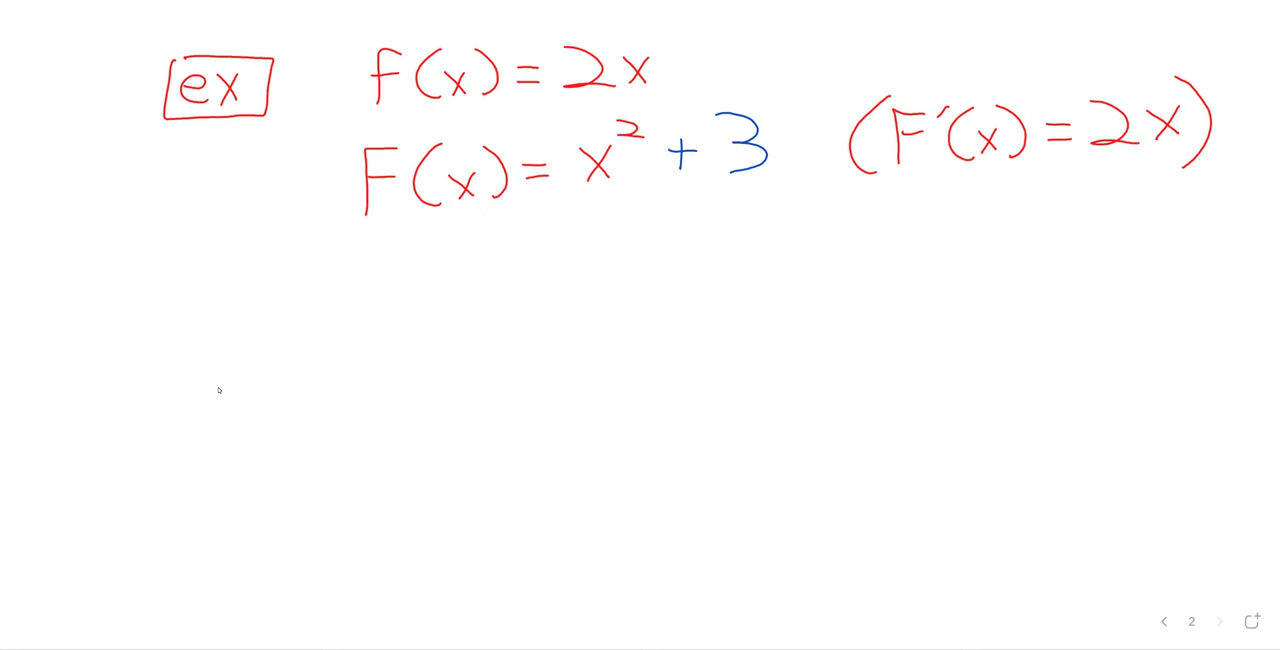 ex f(x) = 2x
F(x) = x² + 3 (F'(x) = 2x)
2